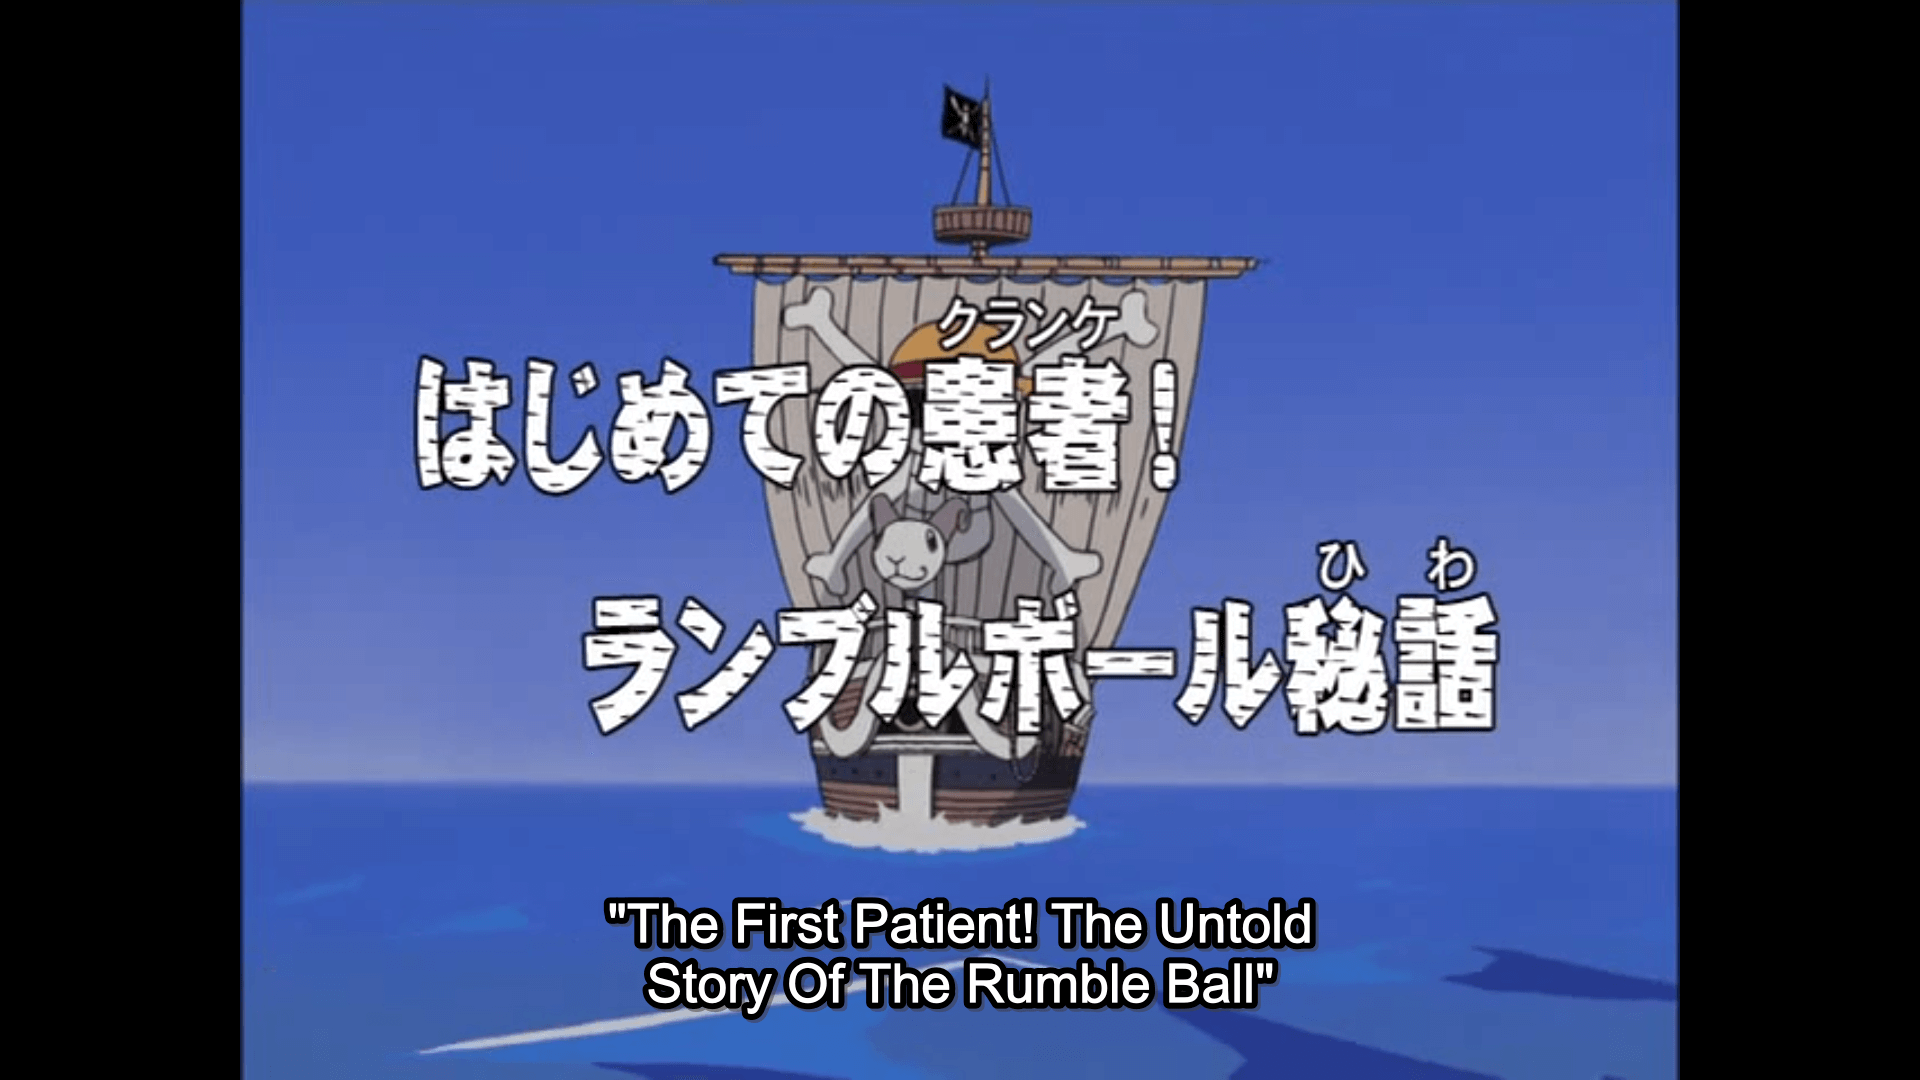 クランケ
はじめての患者!
ひわ
ランブルボール秘話
"The First Patient! The Untold
Story Of The Rumble Ball"